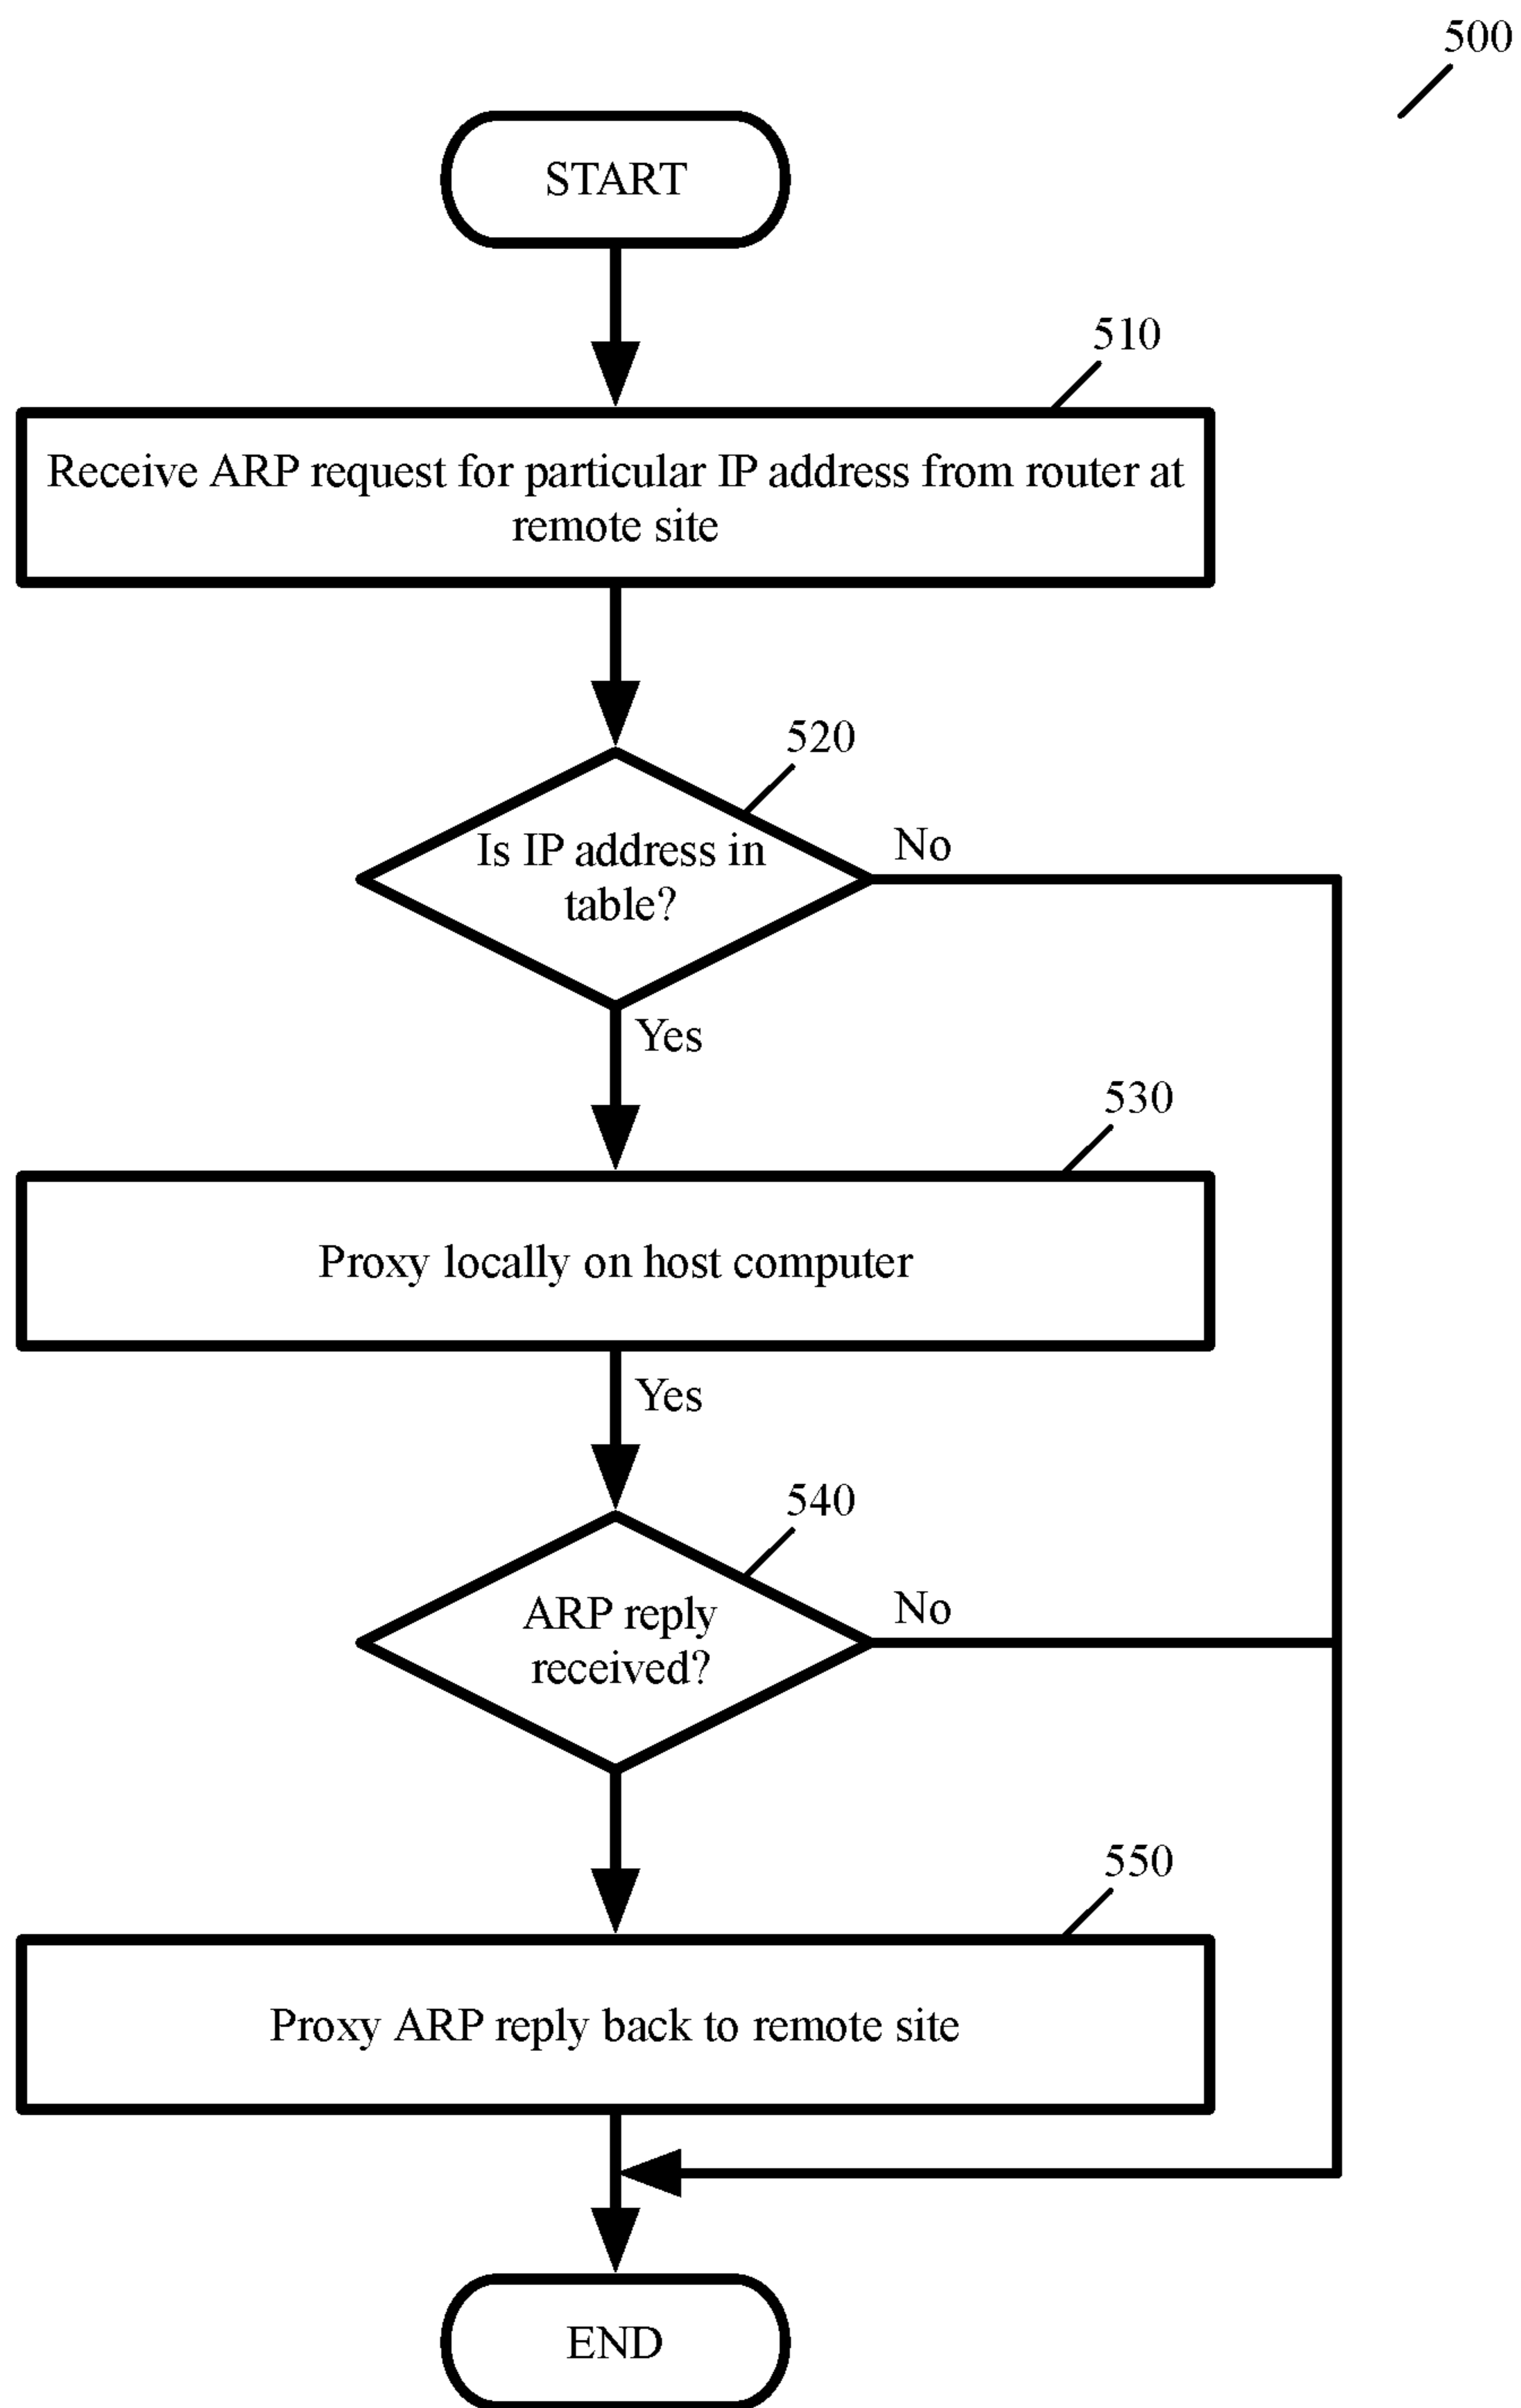 500
START
510
Receive ARP request for particular IP address from router at
remote site
520
Is IP address in
table?
No
Yes
530
Proxy locally on host computer
Yes
540
ARP reply
received?
No
550
Proxy ARP reply back to remote site
END